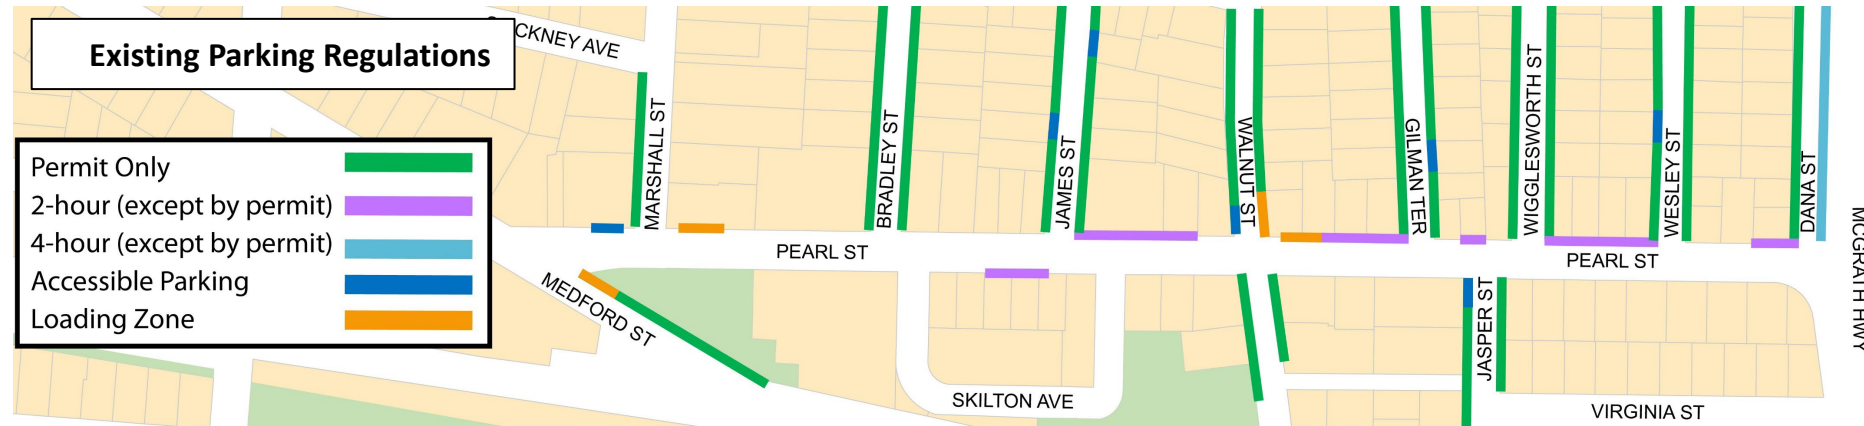 CKNEY AVE
Existing Parking Regulations
Permit Only
2-hour (except by permit)
4-hour (except by permit)
Accessible Parking
Loading Zone
MARSHALL ST
BRADLEY ST
JAMES ST
WALNUT ST
GILMAN TER
WIGGLESWORTH ST
WESLEY ST
DANA ST
MCGRATH HWY
PEARL ST
PEARL ST
MEDFORD ST
JASPER ST
SKILTON AVE
VIRGINIA ST